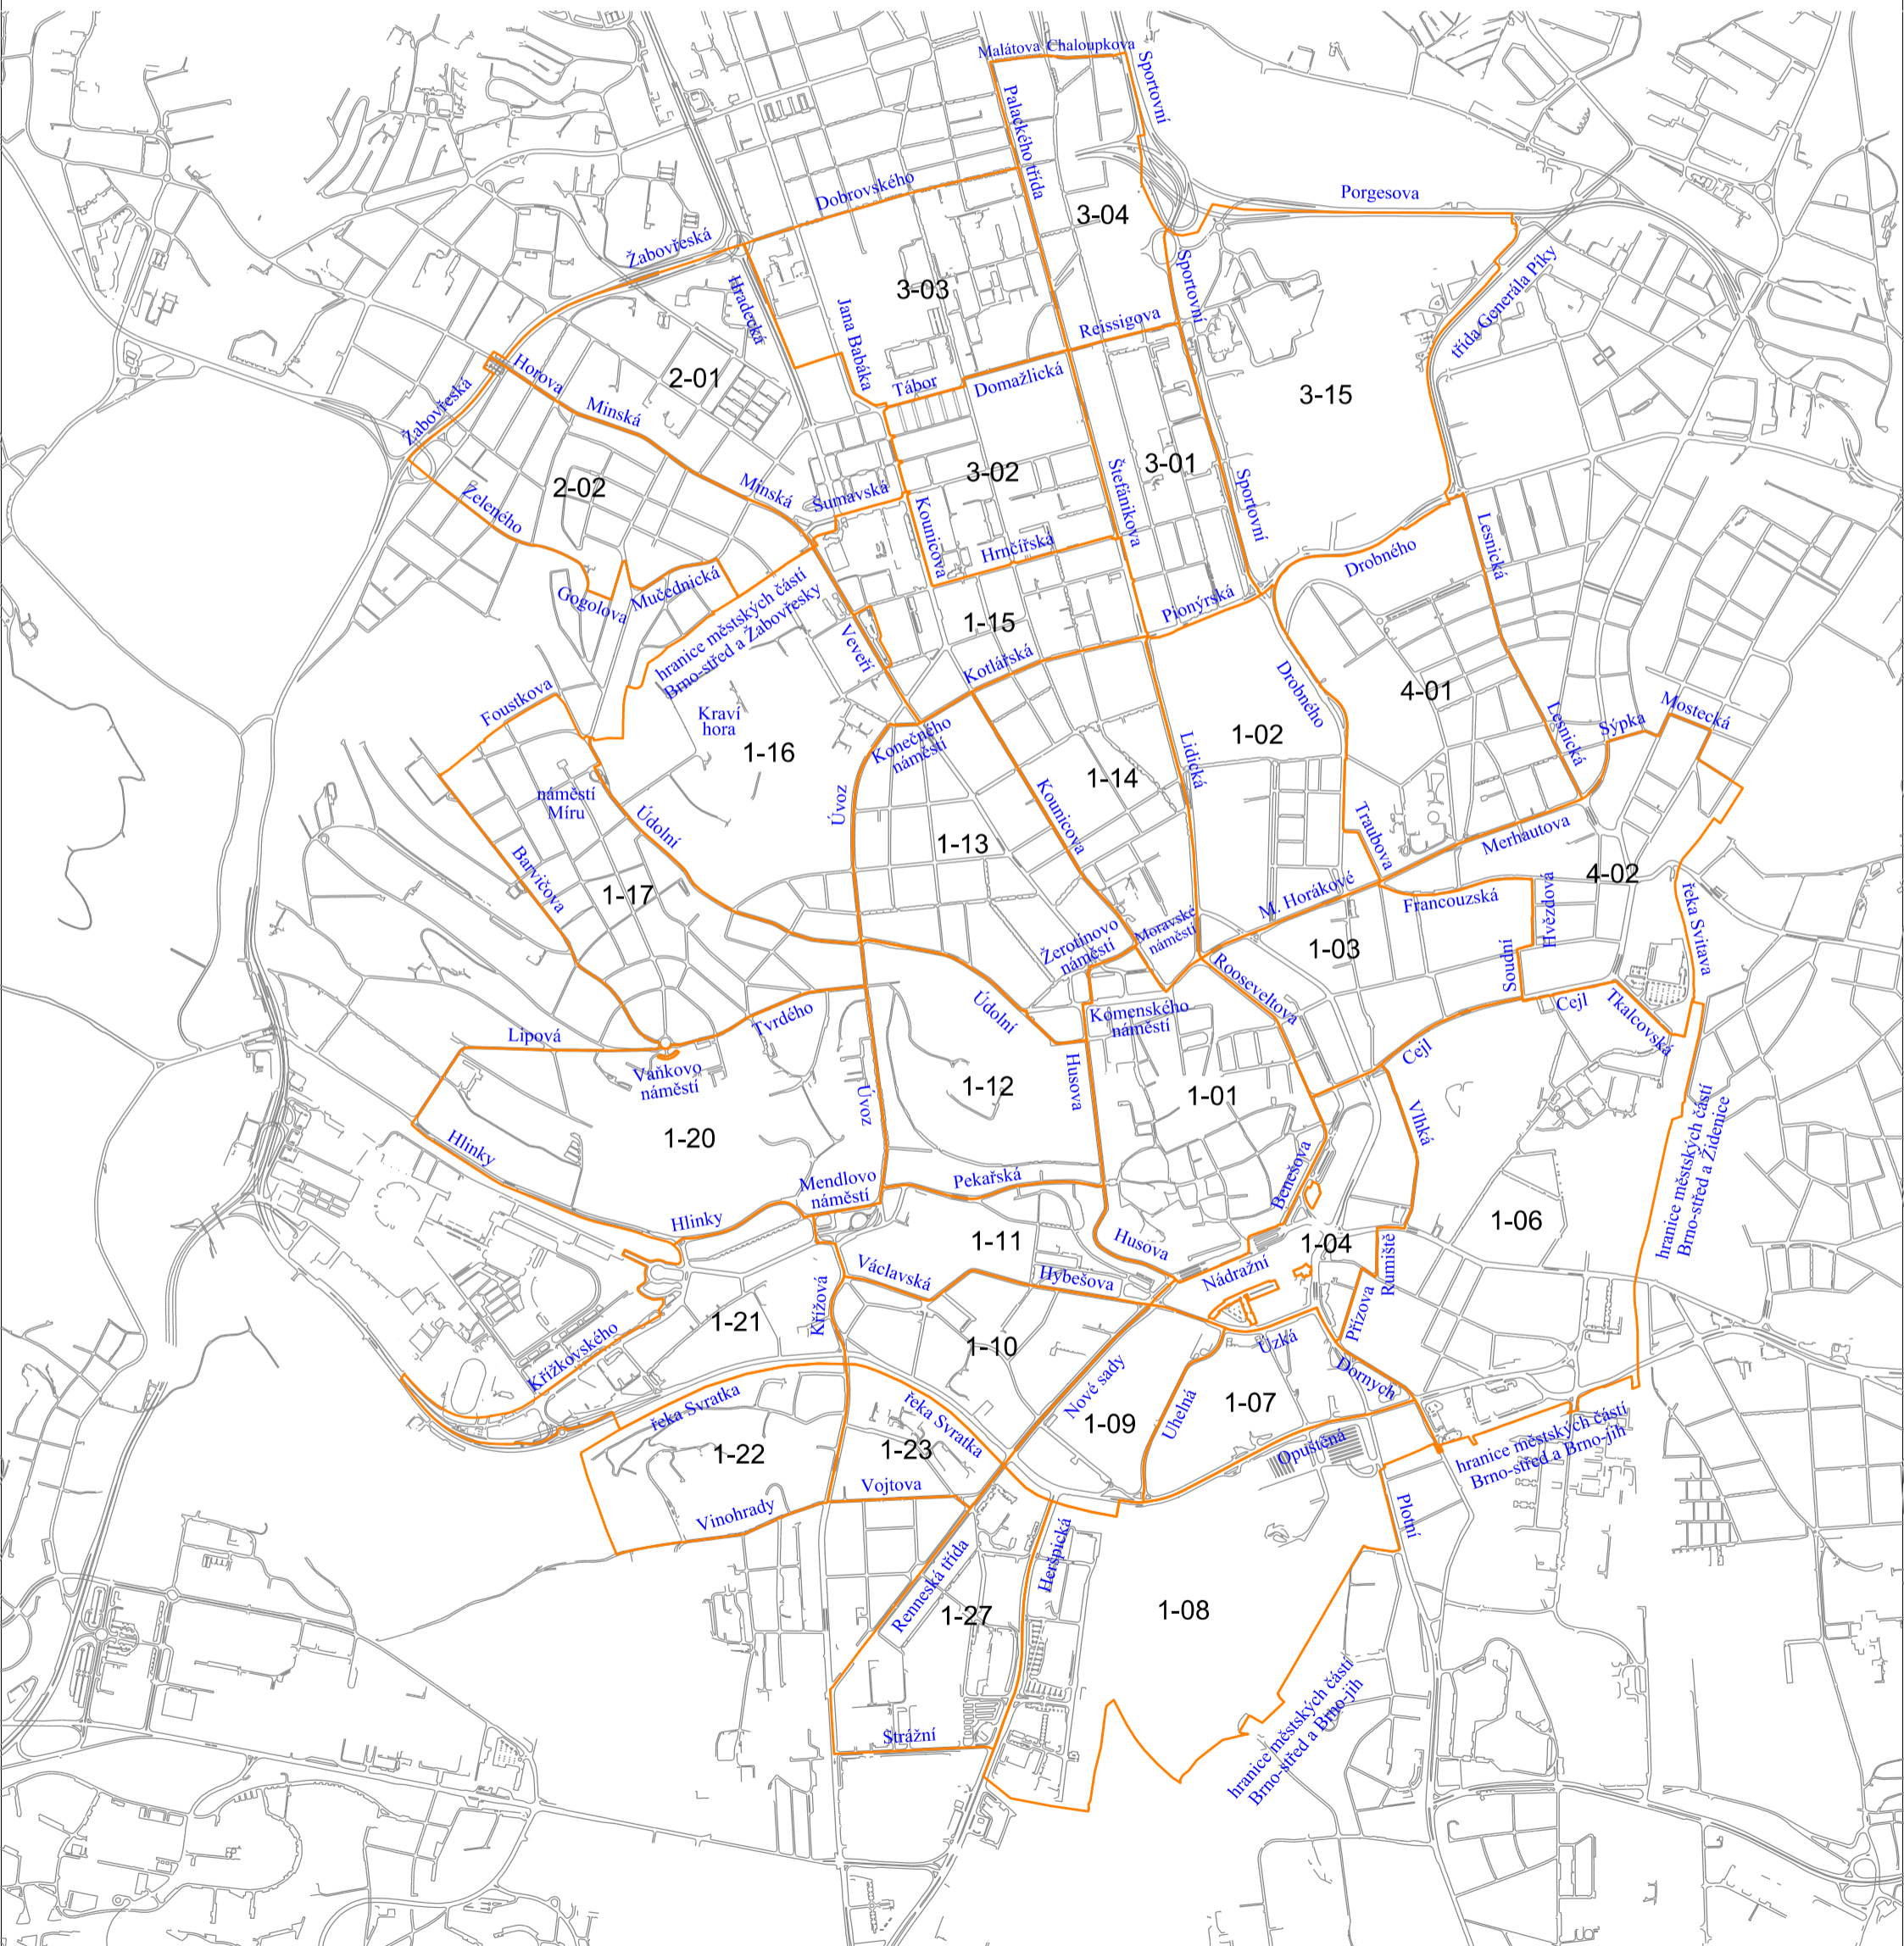 Malátova Chaloupkova
Sportovní
Palackého třída
Dobrovského
Porgesova
3-04
Žabovřeská
Sportovní
Hradecká
3-03
třída Generála Píky
Jana Babáka
Reissigova
Horova
2-01
Tábor
Domažlická
3-15
Žabovřeská
Minská
3-01
3-02
Štefánikova
Minská
Šumavská
2-02
Zeleného
Sportovní
Kounicova
Hrnčířská
Lesnická
Drobného
Gogolova
Mučednická
hranice městských částí
Brno-střed a Žabovřesky
Pionýrská
1-15
Veveří
Kotlářská
Drobného
4-01
Foustkova
Kraví
hora
1-16
Konečného
náměstí
1-02
Lesnická
Sýpka
Mostecká
Lidická
1-14
náměstí
Míru
Úvoz
Údolní
Kounicova
1-13
Traubova
Merhautova
Barvičova
1-17
4-02
M. Horákové
Francouzská
Hvězdová
řeka Svitava
Žerotínovo
náměstí
Moravské
náměstí
1-03
Soudní
Rooseveltova
Údolní
Komenského
náměstí
Tvrdého
Cejl
Tkalcovská
Lipová
Cejl
Vaňkovo
náměstí
Husova
1-12
1-01
Úvoz
Vlhká
hranice městských částí
Brno-střed a Židenice
1-20
Hlinky
Benešova
Mendlovo
náměstí
Pekařská
Hlinky
1-11
Husova
1-04
1-06
Václavská
Hybešova
Nádražní
Rumiště
Křížová
1-21
Přízova
Křížkovského
1-10
Úzká
Dornych
řeka Svratka
řeka Svratka
Nové sady
1-09
Uhelná
1-07
1-22
1-23
Opuštěná
hranice městských částí
Brno-střed a Brno-jih
Vojtova
Vinohrady
Plotní
Heršpická
Renneská třída
1-27
1-08
Strážní
hranice městských částí
Brno-střed a Brno-jih